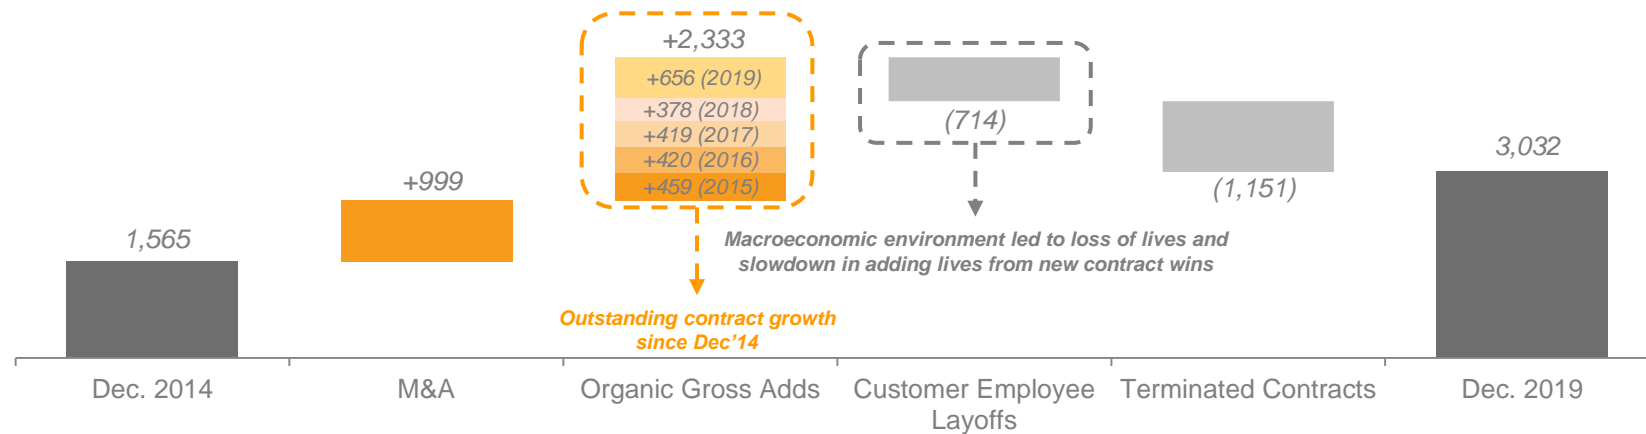 +2,333
+656 (2019)
+378 (2018)
+419 (2017)
+420 (2016)
+459 (2015)
(714)
3,032
+999
(1,151)
1,565
Macroeconomic environment led to loss of lives and
slowdown in adding lives from new contract wins
Outstanding contract growth
since Dec'14
Dec. 2014
M&A
Organic Gross Adds
Customer Employee
Layoffs
Terminated Contracts
Dec. 2019